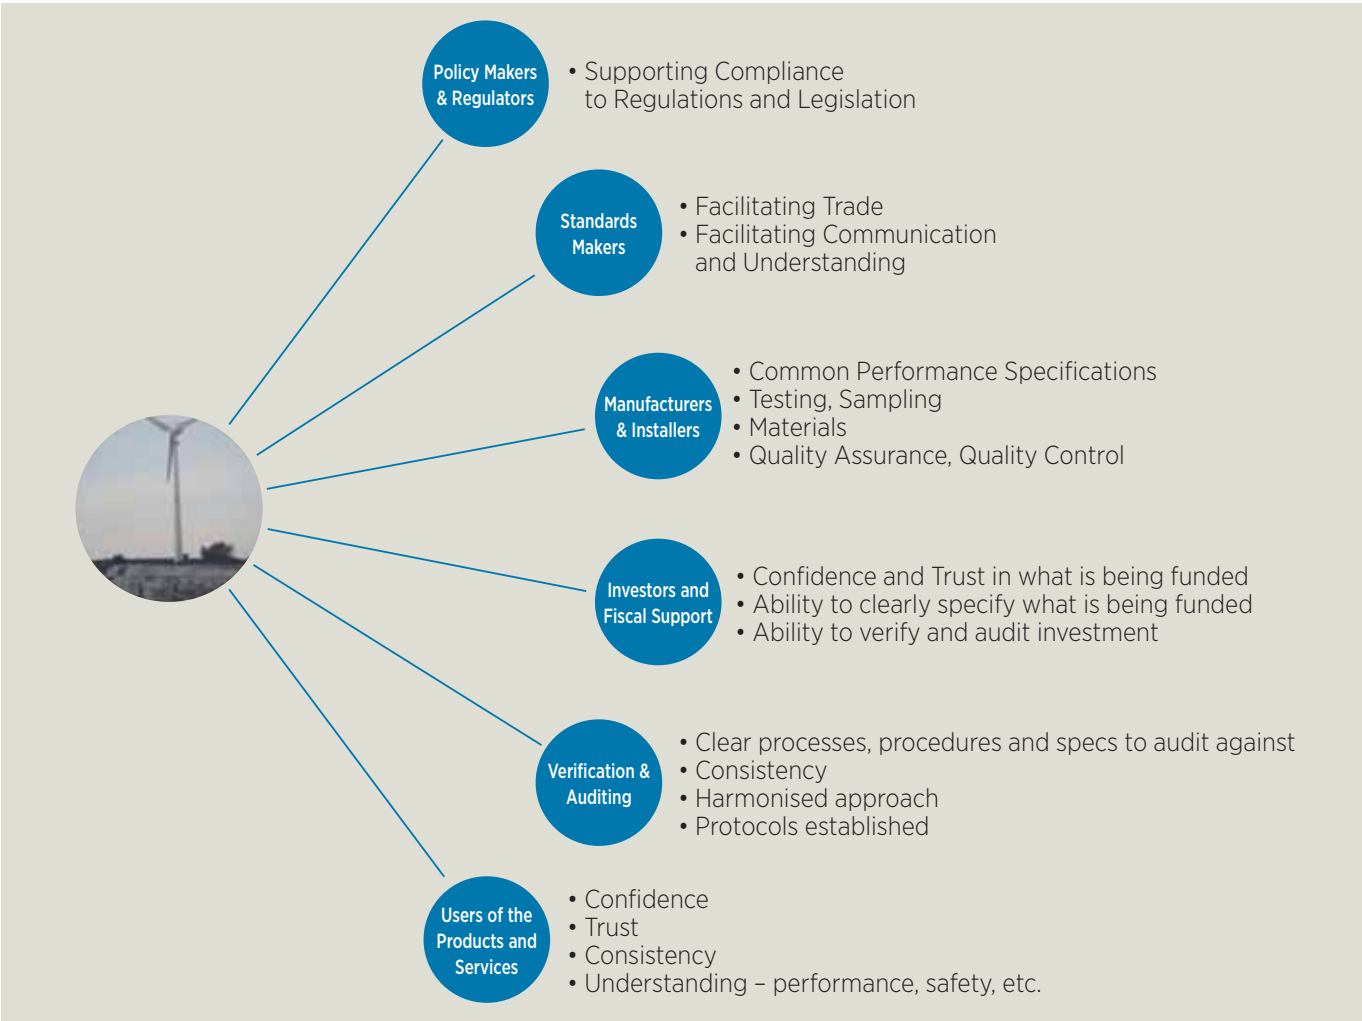 Policy Makers
& Regulators
• Supporting Compliance
to Regulations and Legislation
Standards
Makers
• Facilitating Trade
• Facilitating Communication
and Understanding
Manufacturers
& Installers
• Common Performance Specifications
• Testing, Sampling
• Materials
• Quality Assurance, Quality Control
Investors and
Fiscal Support
• Confidence and Trust in what is being funded
• Ability to clearly specify what is being funded
• Ability to verify and audit investment
Verification &
Auditing
• Clear processes, procedures and specs to audit against
• Consistency
• Harmonised approach
• Protocols established
Users of the
Products and
Services
• Confidence
• Trust
• Consistency
• Understanding – performance, safety, etc.